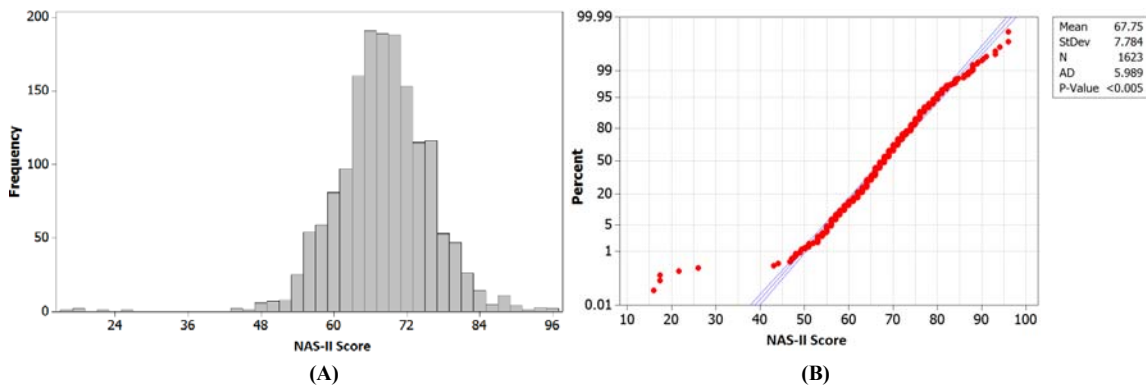 200
150
100
50
0
Frequency
24 36 48 60 72 84 96
NAS-II Score
(A)
99.99
99
95
80
50
20
5
1
0.01
Percent
10 20 30 40 50 60 70 80 90 100
NAS-II Score
(B)
Mean 67.75
StDev 7.784
N 1623
AD 5.989
P-Value <0.005